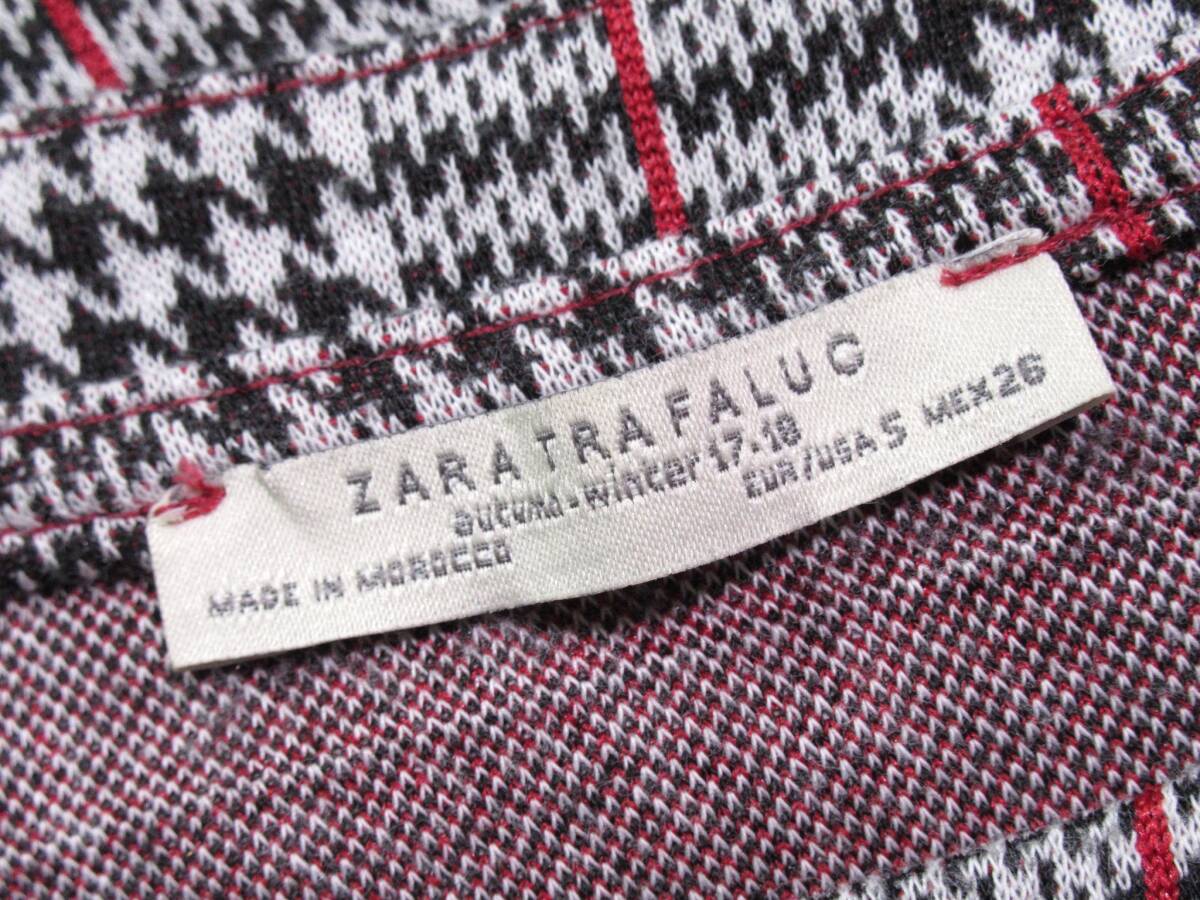 ZARA TRAFALUC
autumn-winter 17-18
EUR/USA S MEX 26
MADE IN MOROCCO